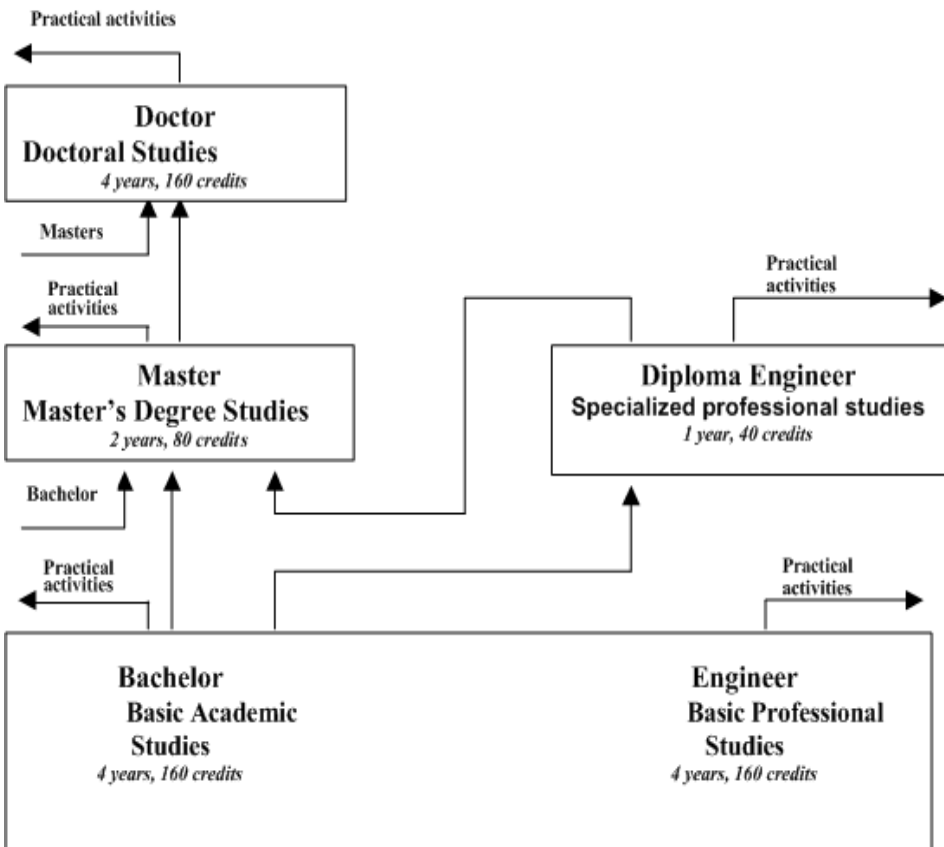 Practical activities
Doctor
Doctoral Studies
4 years, 160 credits
Masters
Practical
activities
Practical
activities
Master
Master's Degree Studies
2 years, 80 credits
Diploma Engineer
Specialized professional studies
1 year, 40 credits
Bachelor
Practical
activities
Practical
activities
Bachelor
Basic Academic
Studies
4 years, 160 credits
Engineer
Basic Professional
Studies
4 years, 160 credits